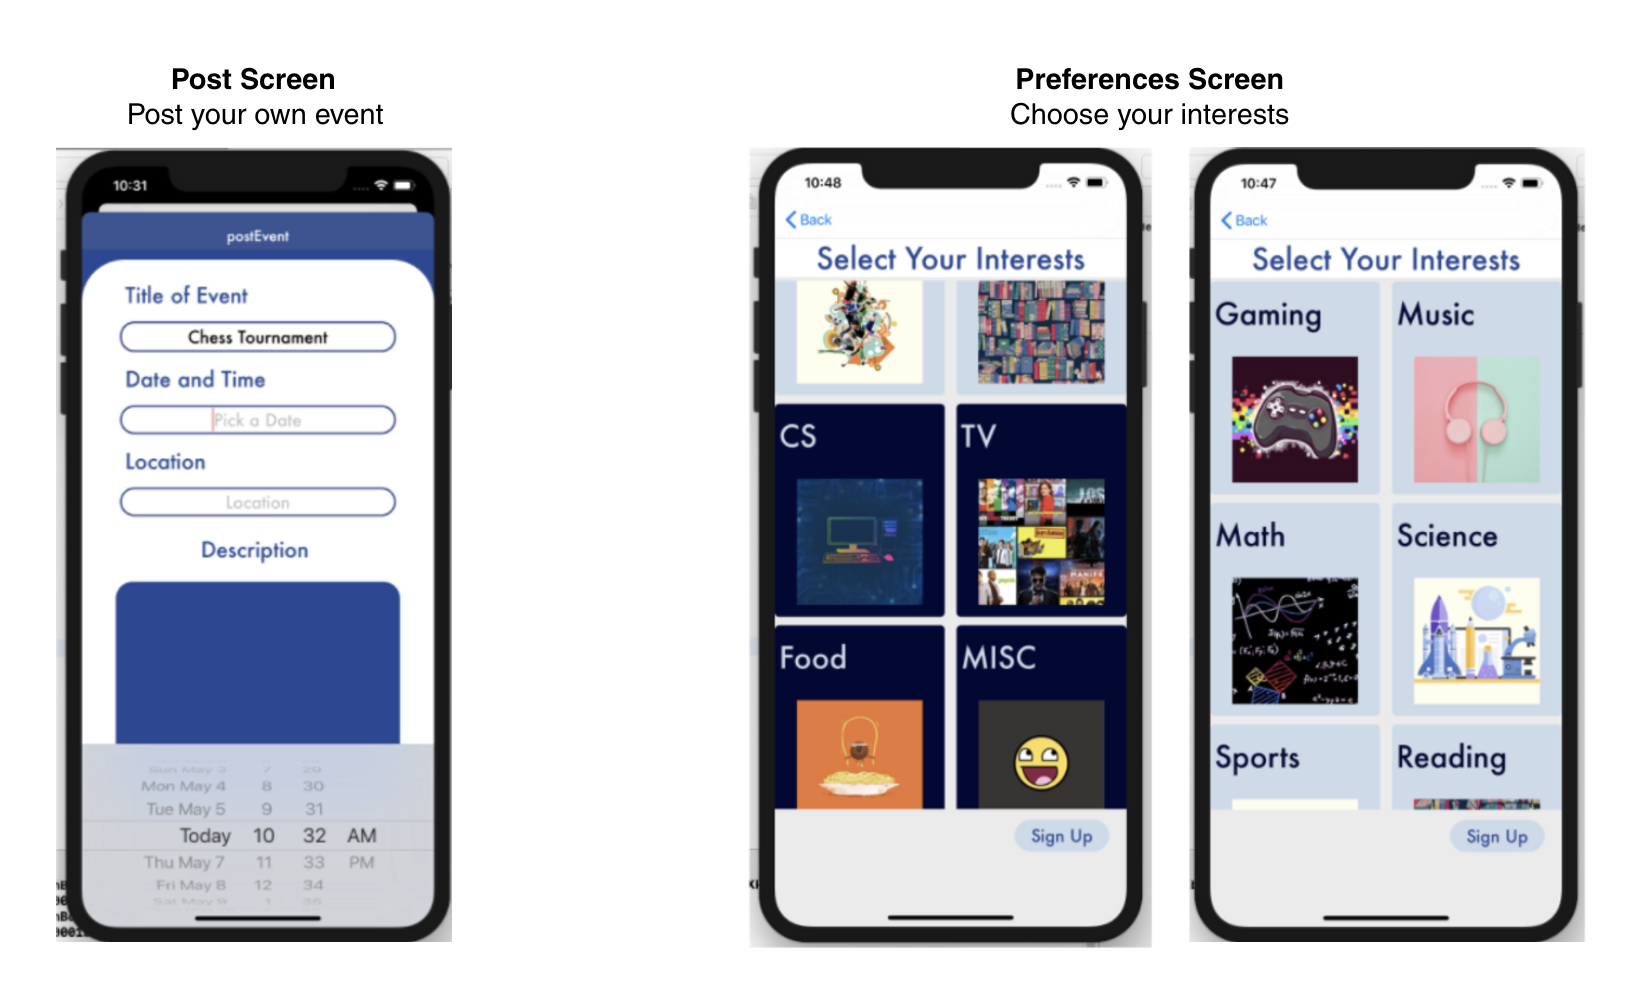 Post Screen
Post your own event
10:31
postEvent
Title of Event
Chess Tournament
Date and Time
Pick a Date
Location
Location
Description
Sun May 3 7 29
Mon May 4 8 30
Tue May 5 9 31
Today 10 32 AM
Thu May 7 11 33 PM
Fri May 8 12 34
Sat May 9 1 35
Preferences Screen
Choose your interests
10:48
Back
Select Your Interests
CS
TV
Food
MISC
Sign Up
10:47
Back
Select Your Interests
Gaming
Music
Math
Science
Sports
Reading
Sign Up